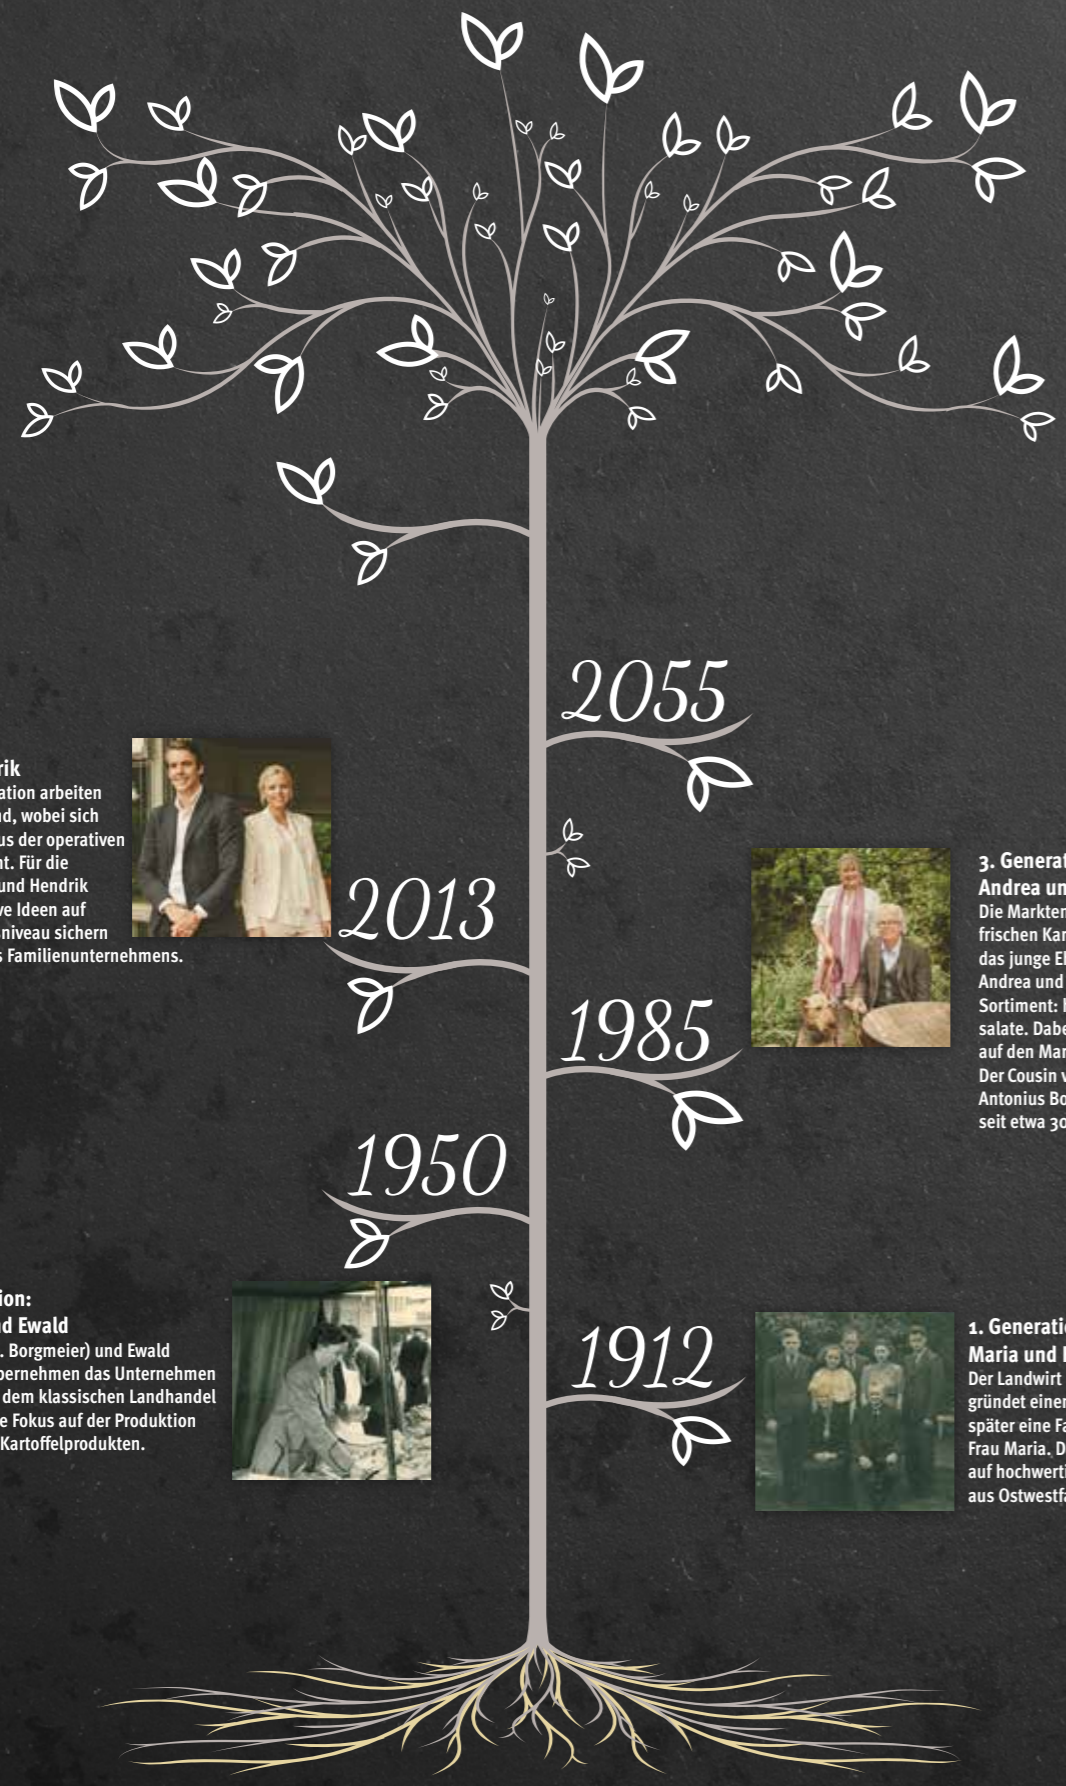 2055
rik
ation arbeiten
d, wobei sich
us der operativen
nt. Für die
und Hendrik
ve Ideen auf
sniveau sichern
s Familienunternehmens.
2013
3. Generat
Andrea un
Die Markten
frischen Kar
das junge El
Andrea und
Sortiment:
salate. Dabe
auf den Mar
Der Cousin v
Antonius Bo
seit etwa 30
1985
1950
ion:
nd Ewald
. Borgmeier) und Ewald
bernehmen das Unternehmen
dem klassischen Landhandel
e Fokus auf der Produktion
Kartoffelprodukten.
1912
1. Generatio
Maria und
Der Landwirt
gründet einen
später eine Fa
Frau Maria. D
auf hochwerti
aus Ostwestfa